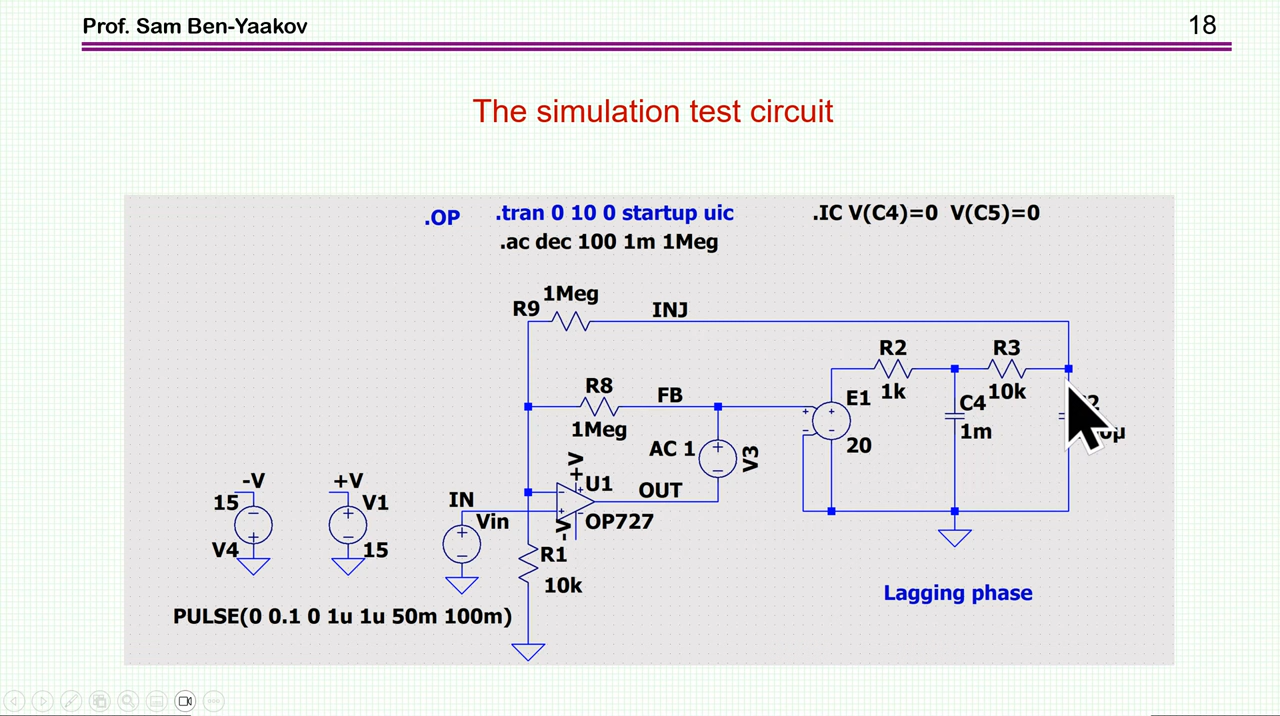 Prof. Sam Ben-Yaakov
18
The simulation test circuit
.OP
.tran 0 10 0 startup uic
.IC V(C4)=0 V(C5)=0
.ac dec 100 1m 1Meg
1Meg
R9
INJ
R2
R3
R8
FB
E1
1k
10k
C4
1Meg
AC 1
V3
20
1m
-V
+V
+V
U1
OUT
15
V1
IN
Vin
-V
OP727
V4
15
R1
10k
Lagging phase
PULSE(0 0.1 0 1u 1u 50m 100m)